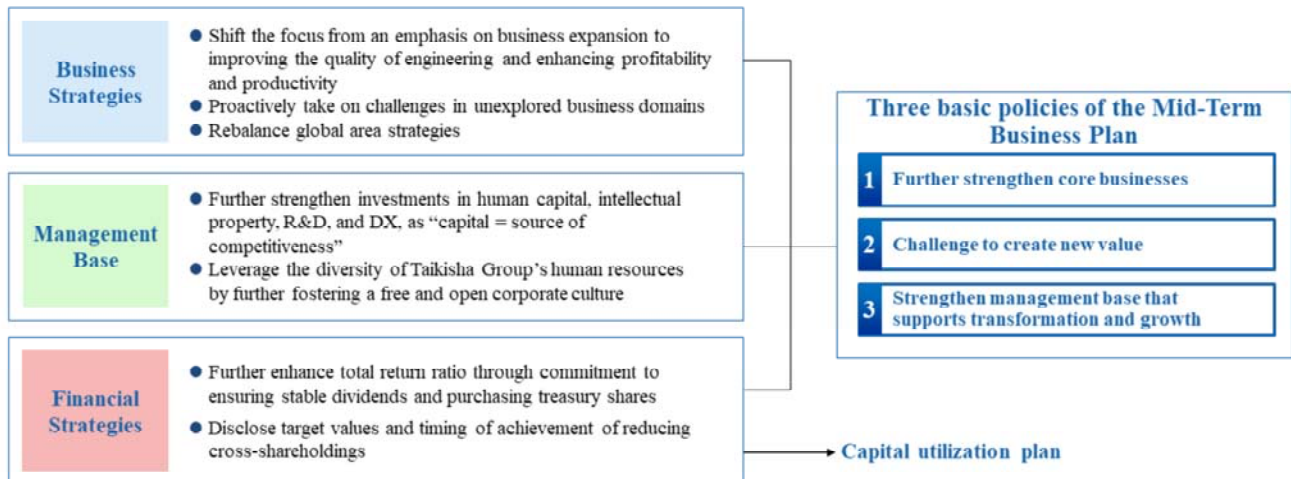 Business
Strategies
Shift the focus from an emphasis on business expansion to
improving the quality of engineering and enhancing profitability
and productivity
Proactively take on challenges in unexplored business domains
Rebalance global area strategies
Management
Base
Further strengthen investments in human capital, intellectual
property, R&D, and DX, as “capital = source of
competitiveness”
Leverage the diversity of Taikisha Group’s human resources
by further fostering a free and open corporate culture
Financial
Strategies
Further enhance total return ratio through commitment to
ensuring stable dividends and purchasing treasury shares
Disclose target values and timing of achievement of reducing
cross-shareholdings
Three basic policies of the Mid-Term
Business Plan
1 Further strengthen core businesses
2 Challenge to create new value
3 Strengthen management base that
supports transformation and growth
Capital utilization plan